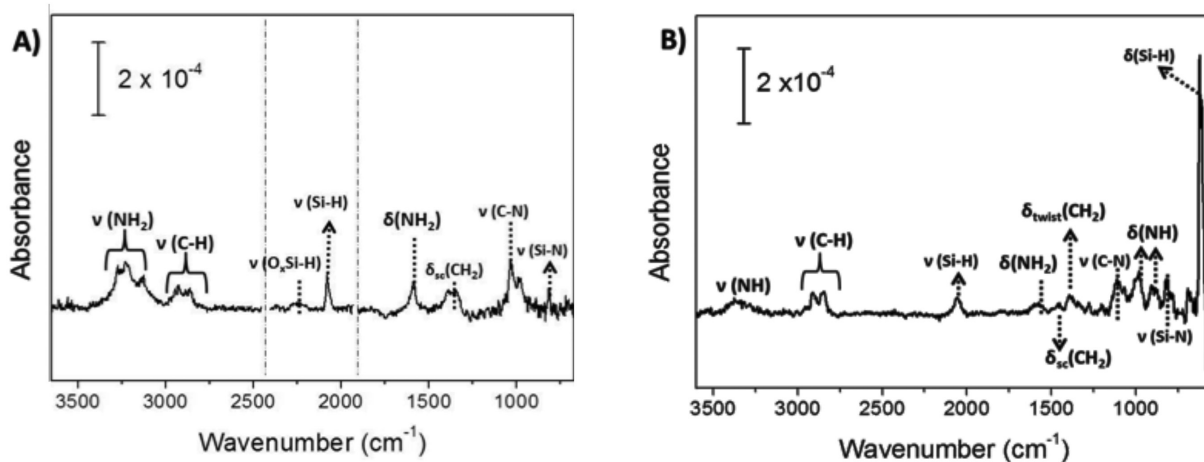 A)
2 x 10⁻⁴
ν (NH₂)
ν (C-H)
ν (OₓSi-H)
ν (Si-H)
δ(NH₂)
δsc(CH₂)
ν (C-N)
ν (Si-N)
Absorbance
3500 3000 2500 2000 1500 1000
Wavenumber (cm⁻¹)
B)
2 x10⁻⁴
δ(Si-H)
ν (NH)
ν (C-H)
ν (Si-H)
δ(NH₂)
δtwist(CH₂)
δsc(CH₂)
ν (C-N)
δ(NH)
ν (Si-N)
Absorbance
3500 3000 2500 2000 1500 1000
Wavenumber (cm⁻¹)